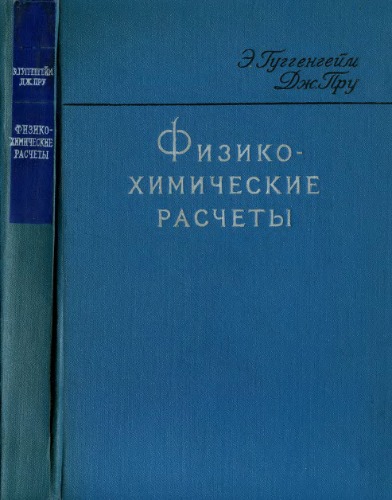 Э. ГУГГЕНГЕЙМ
ДЖ. ПРУ
ФИЗИКО-
ХИМИЧЕСКИЕ
РАСЧЕТЫ
Э. Гуггенгейм
Дж. Пру
ФИЗИКО-
ХИМИЧЕСКИЕ
РАСЧЕТЫ